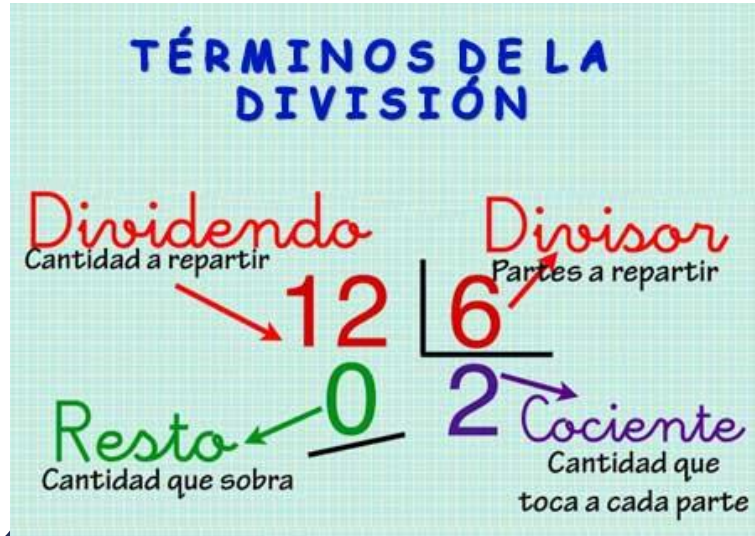 TÉRMINOS DE LA
DIVISIÓN
Dividendo
Cantidad a repartir
Divisor
Partes a repartir
12 6
0 2
Resto
Cantidad que sobra
Cociente
Cantidad que
toca a cada parte